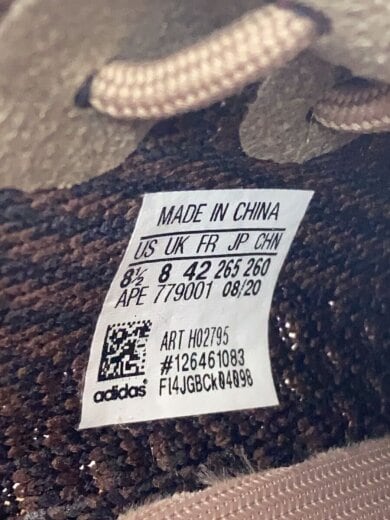 MADE IN CHINA
US UK FR JP CHN
8½ 8 42 265 260
APE 779001 08/20
ART H02795
#126461083
adidas® Fl4JGBCk04098